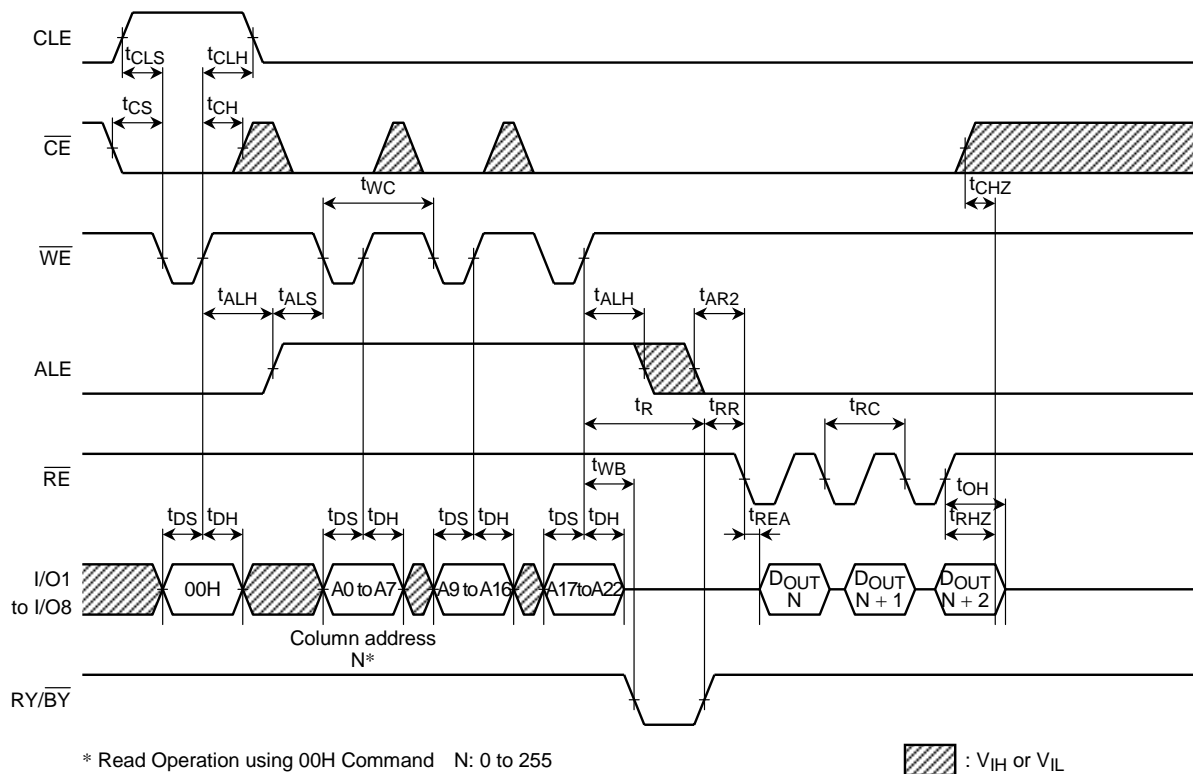 CLE
tCLS tCLH
tCS tCH
CE
tCHZ
tWC
WE
tALH tALS tALH tAR2
ALE
tR tRR tRC
RE
tWB tOH
tDS tDH tDS tDH tDS tDH tDS tDH tREA tRHZ
I/O1
to I/O8
00H
A0 to A7
A9 to A16
A17 to A22
DOUT
N
DOUT
N + 1
DOUT
N + 2
Column address
N*
RY/BY
* Read Operation using 00H Command N: 0 to 255
: VIH or VIL